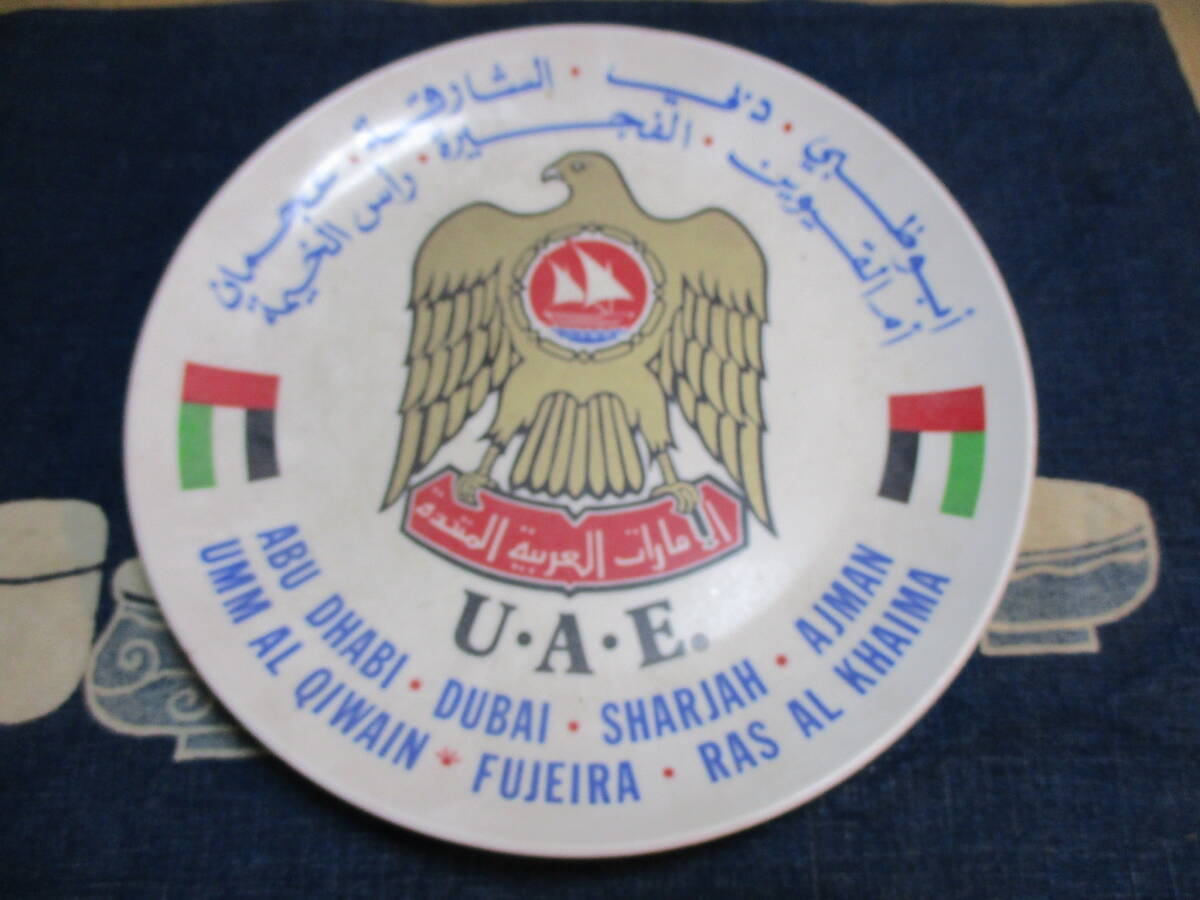 أبوظبي • دبي • الشارقة • عجمان
أم القيوين • الفجيرة • رأس الخيمة
الإمارات العربية المتحدة
U•A•E.
ABU DHABI • DUBAI • SHARJAH • AJMAN
UMM AL QIWAIN • FUJEIRA • RAS AL KHAIMA